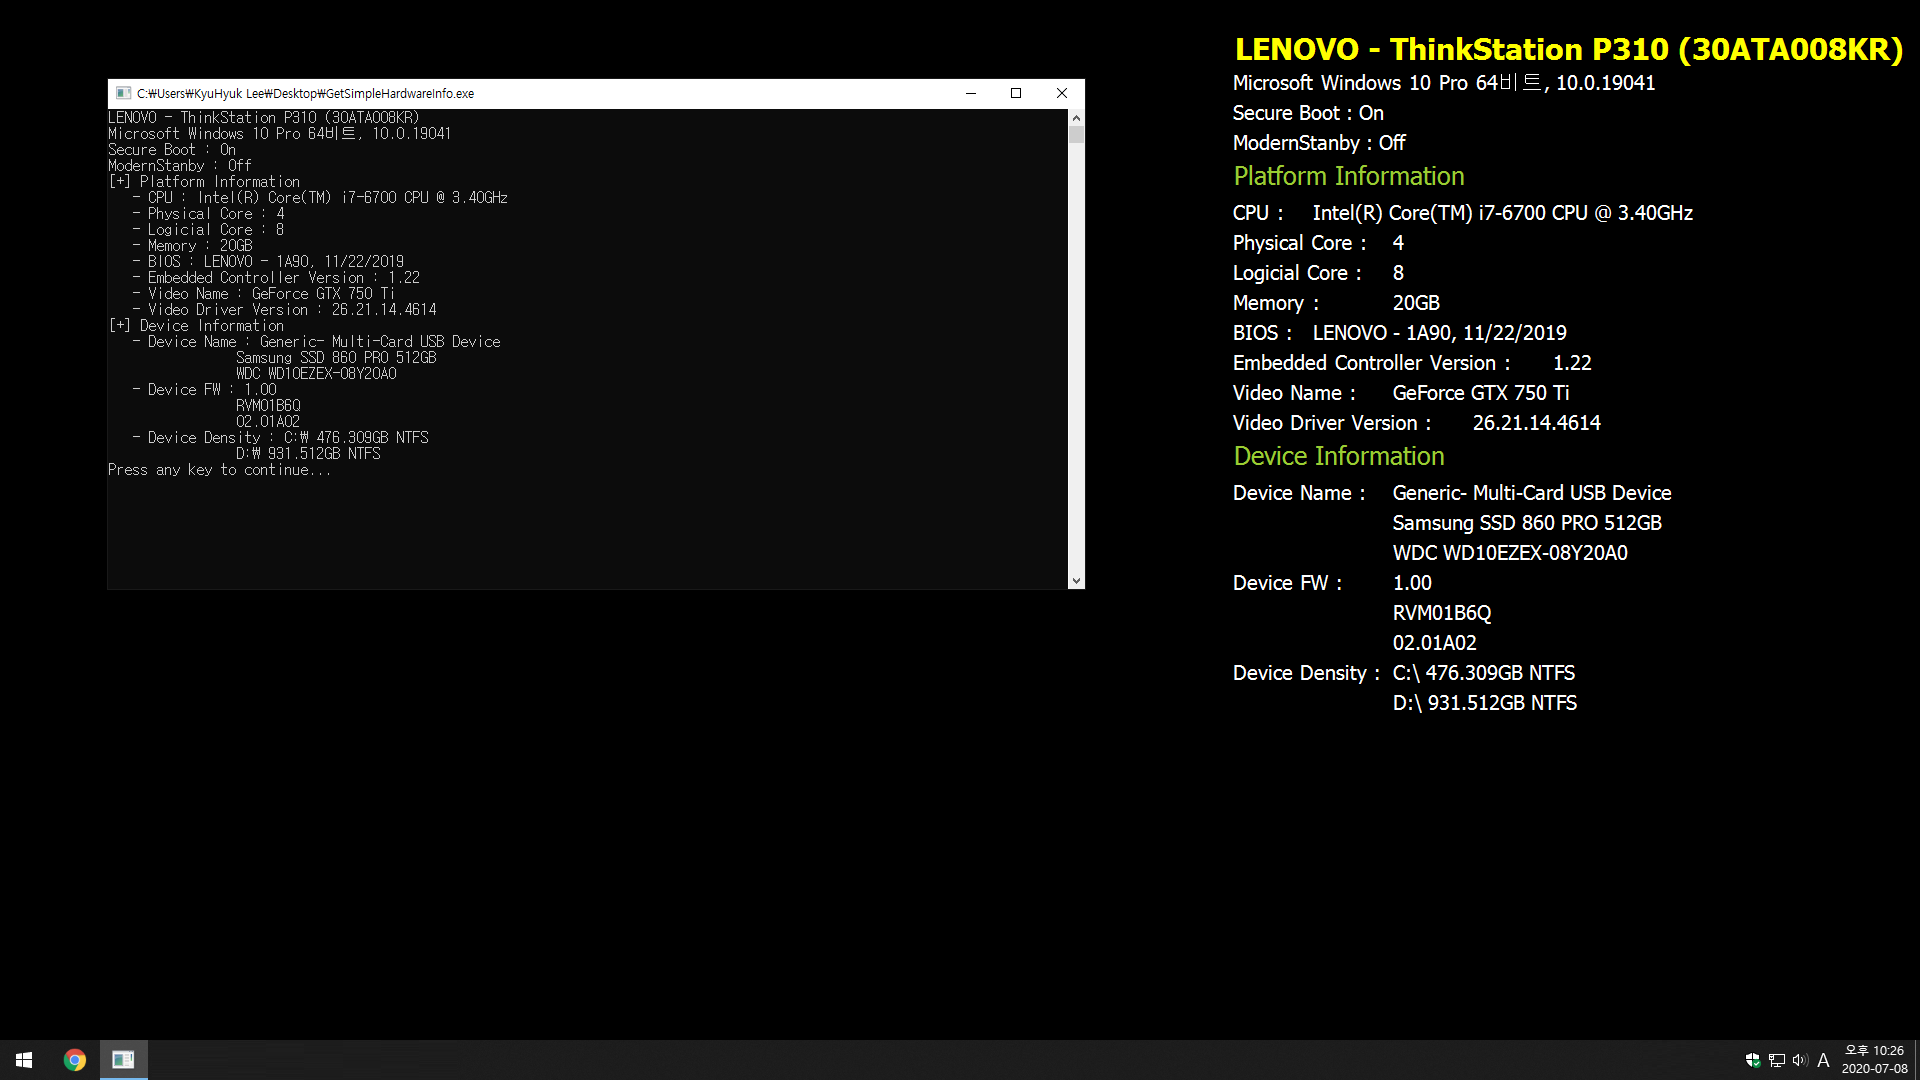 C:₩Users₩KyuHyuk Lee₩Desktop₩GetSimpleHardwareInfo.exe
LENOVO - ThinkStation P310 (30ATA008KR)
Microsoft Windows 10 Pro 64비트, 10.0.19041
Secure Boot : On
ModernStanby : Off
[+] Platform Information
- CPU : Intel(R) Core(TM) i7-6700 CPU @ 3.40GHz
- Physical Core : 4
- Logicial Core : 8
- Memory : 20GB
- BIOS : LENOVO - 1A90, 11/22/2019
- Embedded Controller Version : 1.22
- Video Name : GeForce GTX 750 Ti
- Video Driver Version : 26.21.14.4614
[+] Device Information
- Device Name : Generic- Multi-Card USB Device
Samsung SSD 860 PRO 512GB
WDC WD10EZEX-08Y20A0
- Device FW : 1.00
RVM01B6Q
02.01A02
- Device Density : C:₩ 476.309GB NTFS
D:₩ 931.512GB NTFS
Press any key to continue...
LENOVO - ThinkStation P310 (30ATA008KR)
Microsoft Windows 10 Pro 64비트, 10.0.19041
Secure Boot : On
ModernStanby : Off
Platform Information
CPU : Intel(R) Core(TM) i7-6700 CPU @ 3.40GHz
Physical Core : 4
Logicial Core : 8
Memory : 20GB
BIOS : LENOVO - 1A90, 11/22/2019
Embedded Controller Version : 1.22
Video Name : GeForce GTX 750 Ti
Video Driver Version : 26.21.14.4614
Device Information
Device Name : Generic- Multi-Card USB Device
Samsung SSD 860 PRO 512GB
WDC WD10EZEX-08Y20A0
Device FW : 1.00
RVM01B6Q
02.01A02
Device Density : C:\ 476.309GB NTFS
D:\ 931.512GB NTFS
A
오후 10:26
2020-07-08